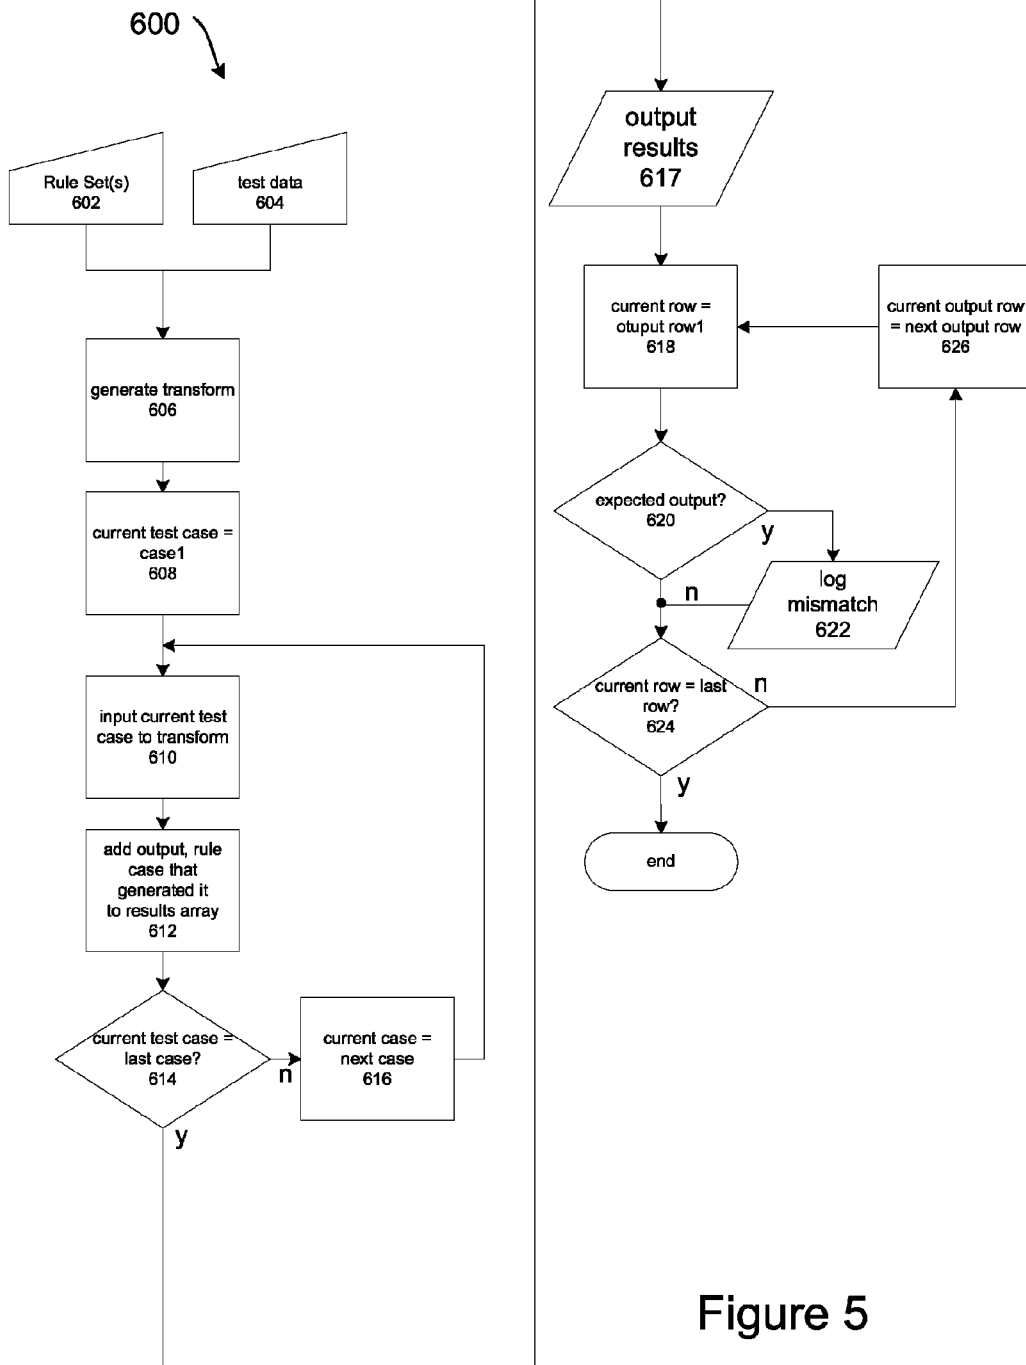 600
Rule Set(s)
602
test data
604
generate transform
606
current test case =
case1
608
input current test
case to transform
610
add output, rule
case that
generated it
to results array
612
current test case =
last case?
614
n
current case =
next case
616
y
output
results
617
current row =
otuput row1
618
current output row
= next output row
626
expected output?
620
y
log
mismatch
622
n
current row = last
row?
624
n
y
end
Figure 5